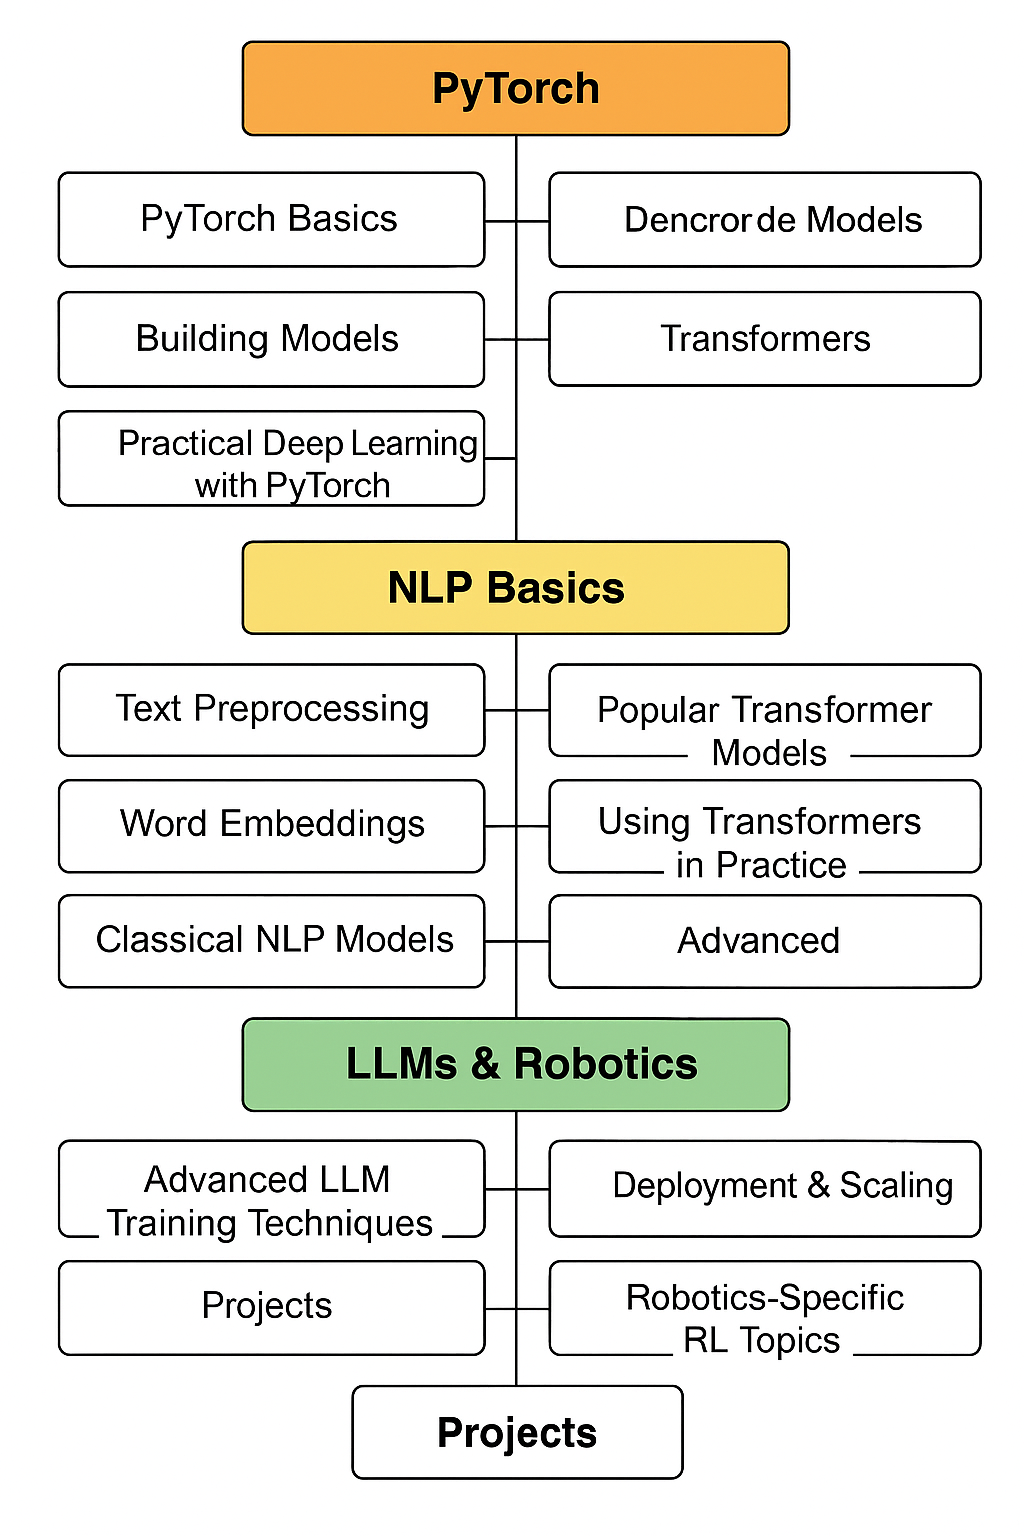 PyTorch
PyTorch Basics
Dencrorde Models
Building Models
Transformers
Practical Deep Learning
with PyTorch
NLP Basics
Text Preprocessing
Popular Transformer
Models
Word Embeddings
Using Transformers
in Practice
Classical NLP Models
Advanced
LLMs & Robotics
Advanced LLM
Training Techniques
Deployment & Scaling
Projects
Robotics-Specific
RL Topics
Projects